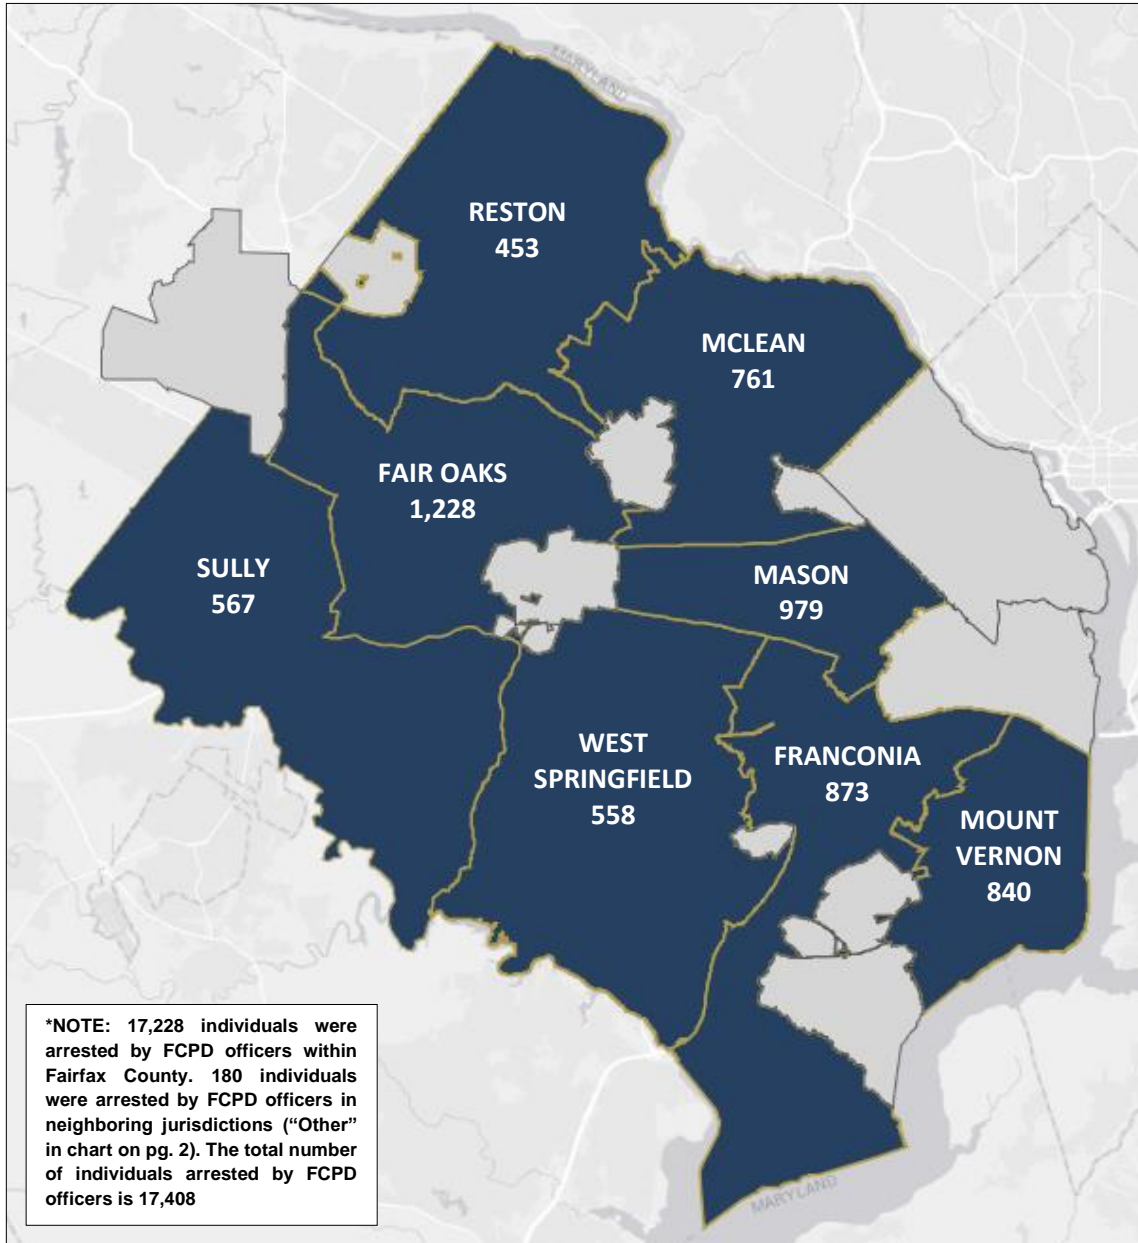 MARYLAND
RESTON
453
MCLEAN
761
FAIR OAKS
1,228
SULLY
567
MASON
979
WEST
SPRINGFIELD
558
FRANCONIA
873
MOUNT
VERNON
840
*NOTE: 17,228 individuals were
arrested by FCPD officers within
Fairfax County. 180 individuals
were arrested by FCPD officers in
neighboring jurisdictions (“Other”
in chart on pg. 2). The total number
of individuals arrested by FCPD
officers is 17,408
MARYLAND